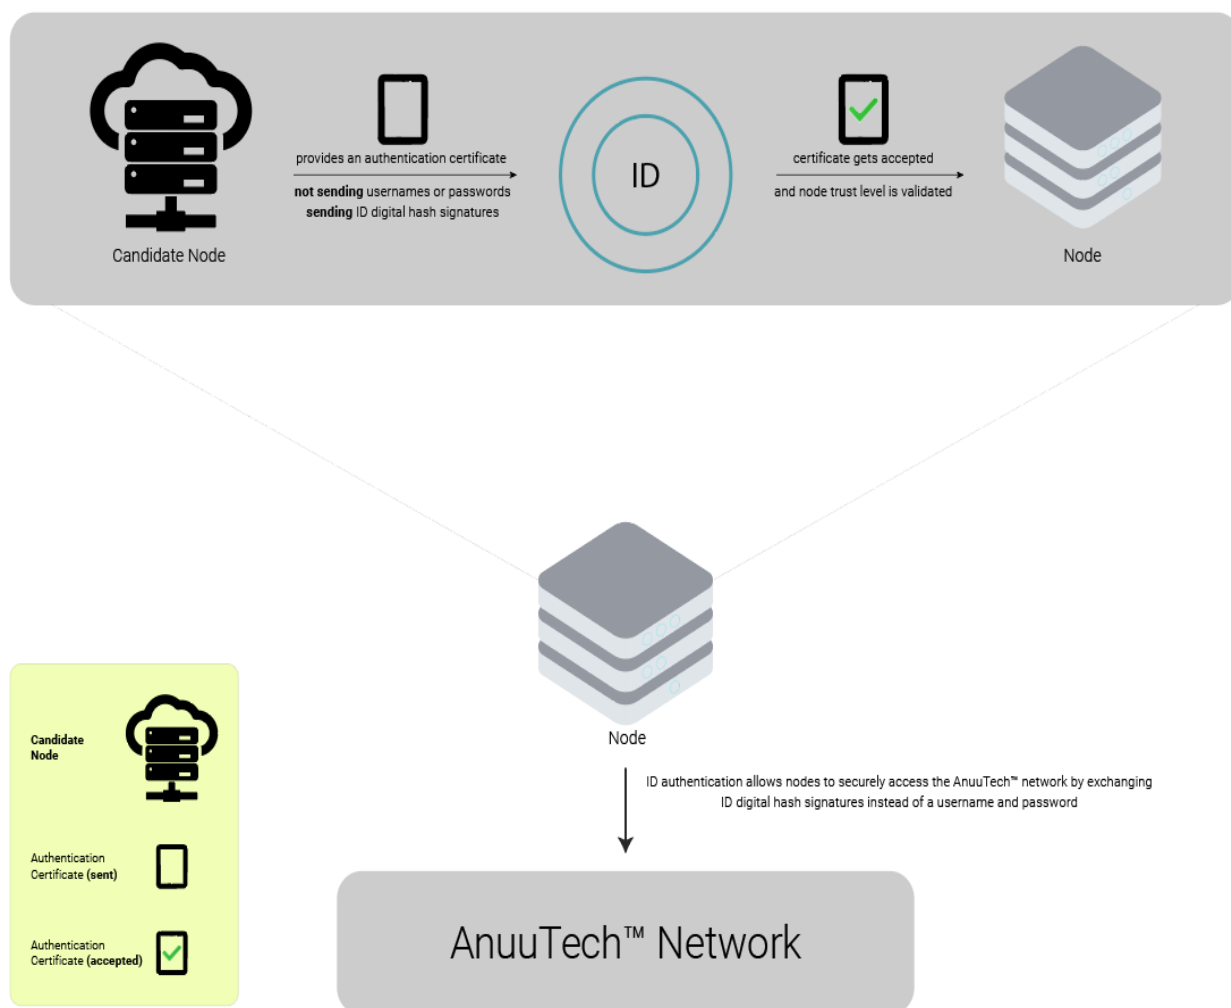 provides an authentication certificate
not sending usernames or passwords
sending ID digital hash signatures
ID
certificate gets accepted
and node trust level is validated
Candidate Node
Node
Node
ID authentication allows nodes to securely access the AnuuTech™ network by exchanging
ID digital hash signatures instead of a username and password
Candidate
Node
Authentication
Certificate (sent)
Authentication
Certificate (accepted)
AnuuTech™ Network